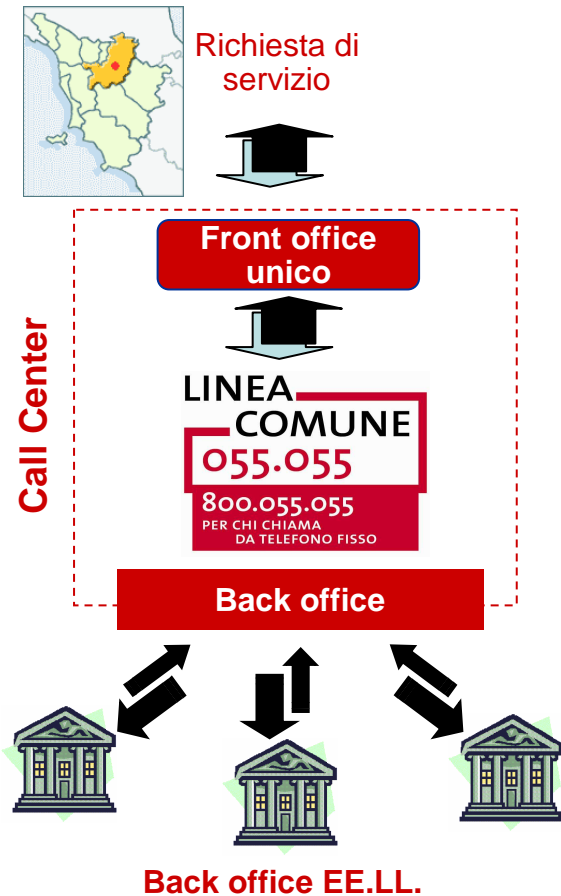 Richiesta di
servizio
Front office
unico
Call Center
LINEA
COMUNE
055.055
800.055.055
PER CHI CHIAMA
DA TELEFONO FISSO
Back office
Back office EE.LL.